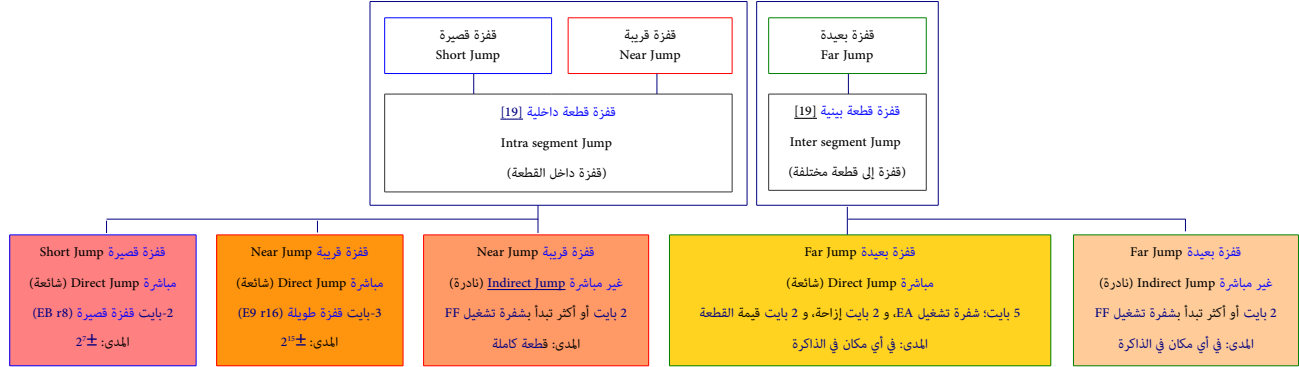 قفزة قصيرة
Short Jump
قفزة قريبة
Near Jump
قفزة بعيدة
Far Jump
قفزة قطعة داخلية [19]
Intra segment Jump
(قفزة داخل القطعة)
قفزة قطعة بينية [19]
Inter segment Jump
(قفزة إلى قطعة مختلفة)
قفزة قصيرة Short Jump
مباشرة Direct Jump (شائعة)
2-بايت قفزة قصيرة (EB r8)
المدى: ±2⁷
قفزة قريبة Near Jump
مباشرة Direct Jump (شائعة)
3-بايت قفزة طويلة (E9 r16)
المدى: ±2¹⁵
قفزة قريبة Near Jump
غير مباشرة Indirect Jump (نادرة)
2 بايت أو أكثر تبدأ بشفرة تشغيل FF
المدى: قطعة كاملة
قفزة بعيدة Far Jump
مباشرة Direct Jump (شائعة)
5 بايت؛ شفرة تشغيل EA، و 2 بايت إزاحة، و 2 بايت قيمة القطعة
المدى: في أي مكان في الذاكرة
قفزة بعيدة Far Jump
غير مباشرة Indirect Jump (نادرة)
2 بايت أو أكثر تبدأ بشفرة تشغيل FF
المدى: في أي مكان في الذاكرة